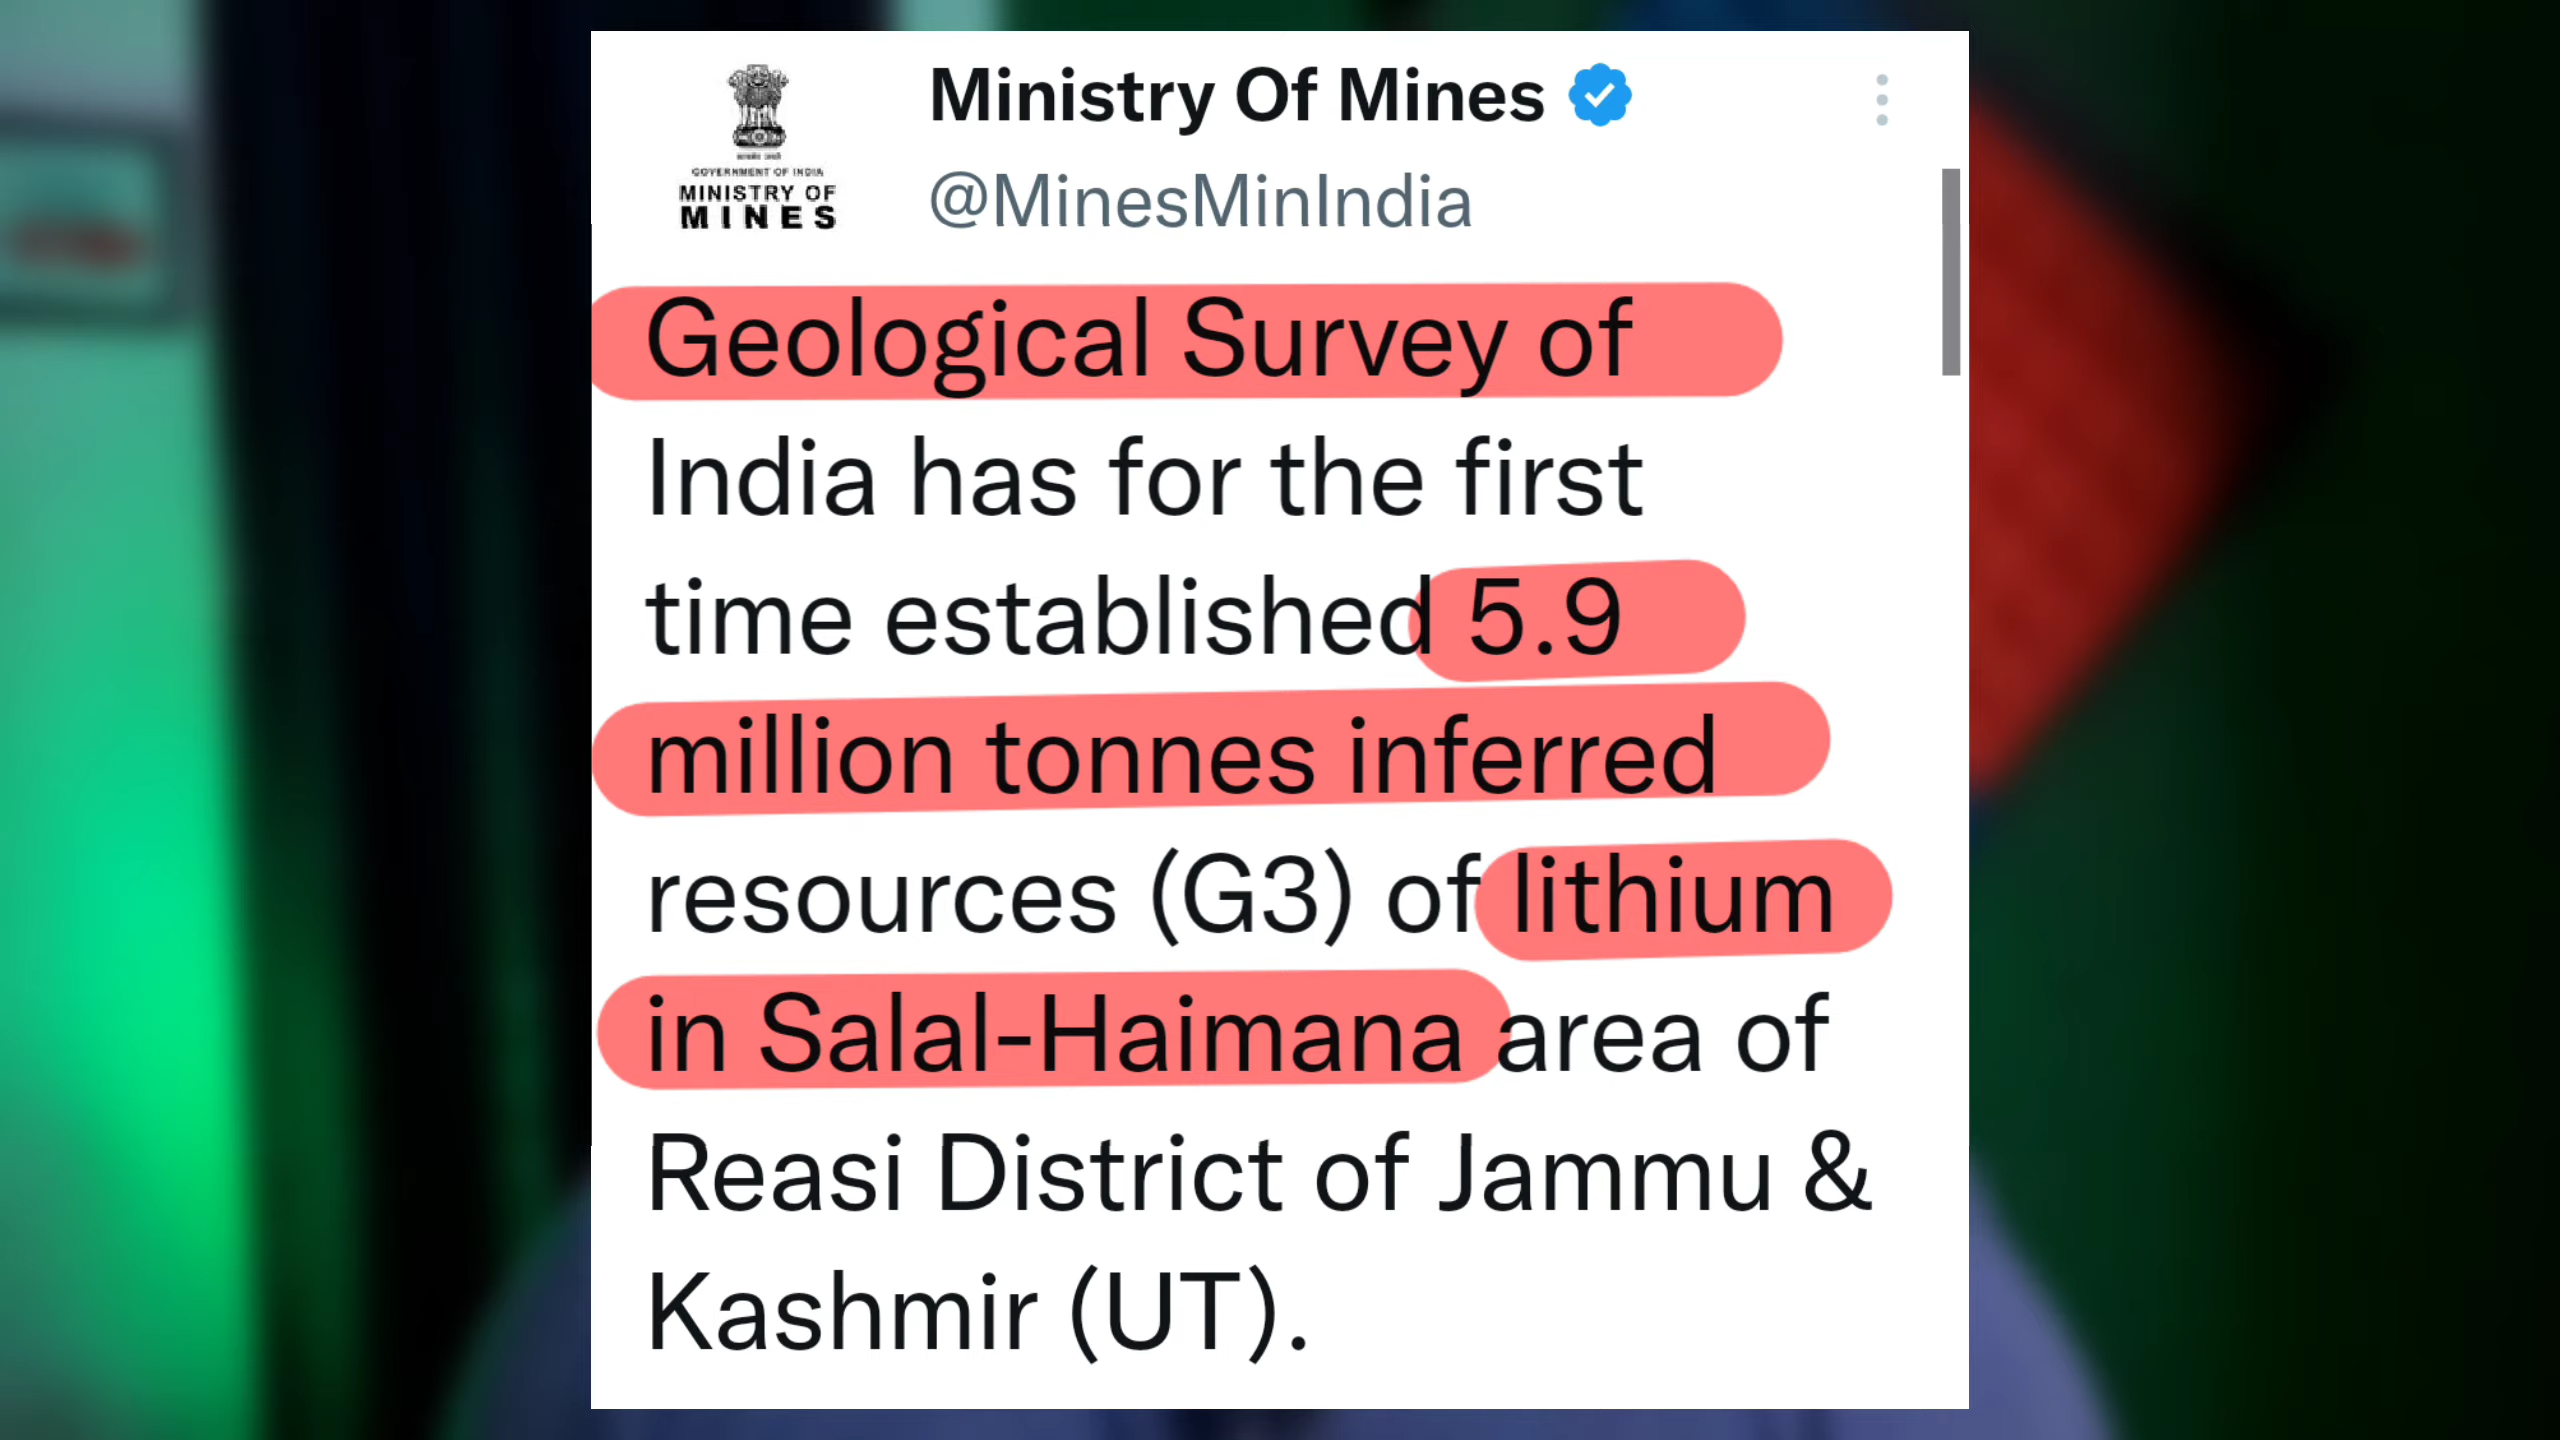 Ministry Of Mines
@MinesMinIndia
GOVERNMENT OF INDIA
MINISTRY OF
MINES
Geological Survey of
India has for the first
time established 5.9
million tonnes inferred
resources (G3) of lithium
in Salal-Haimana area of
Reasi District of Jammu &
Kashmir (UT).